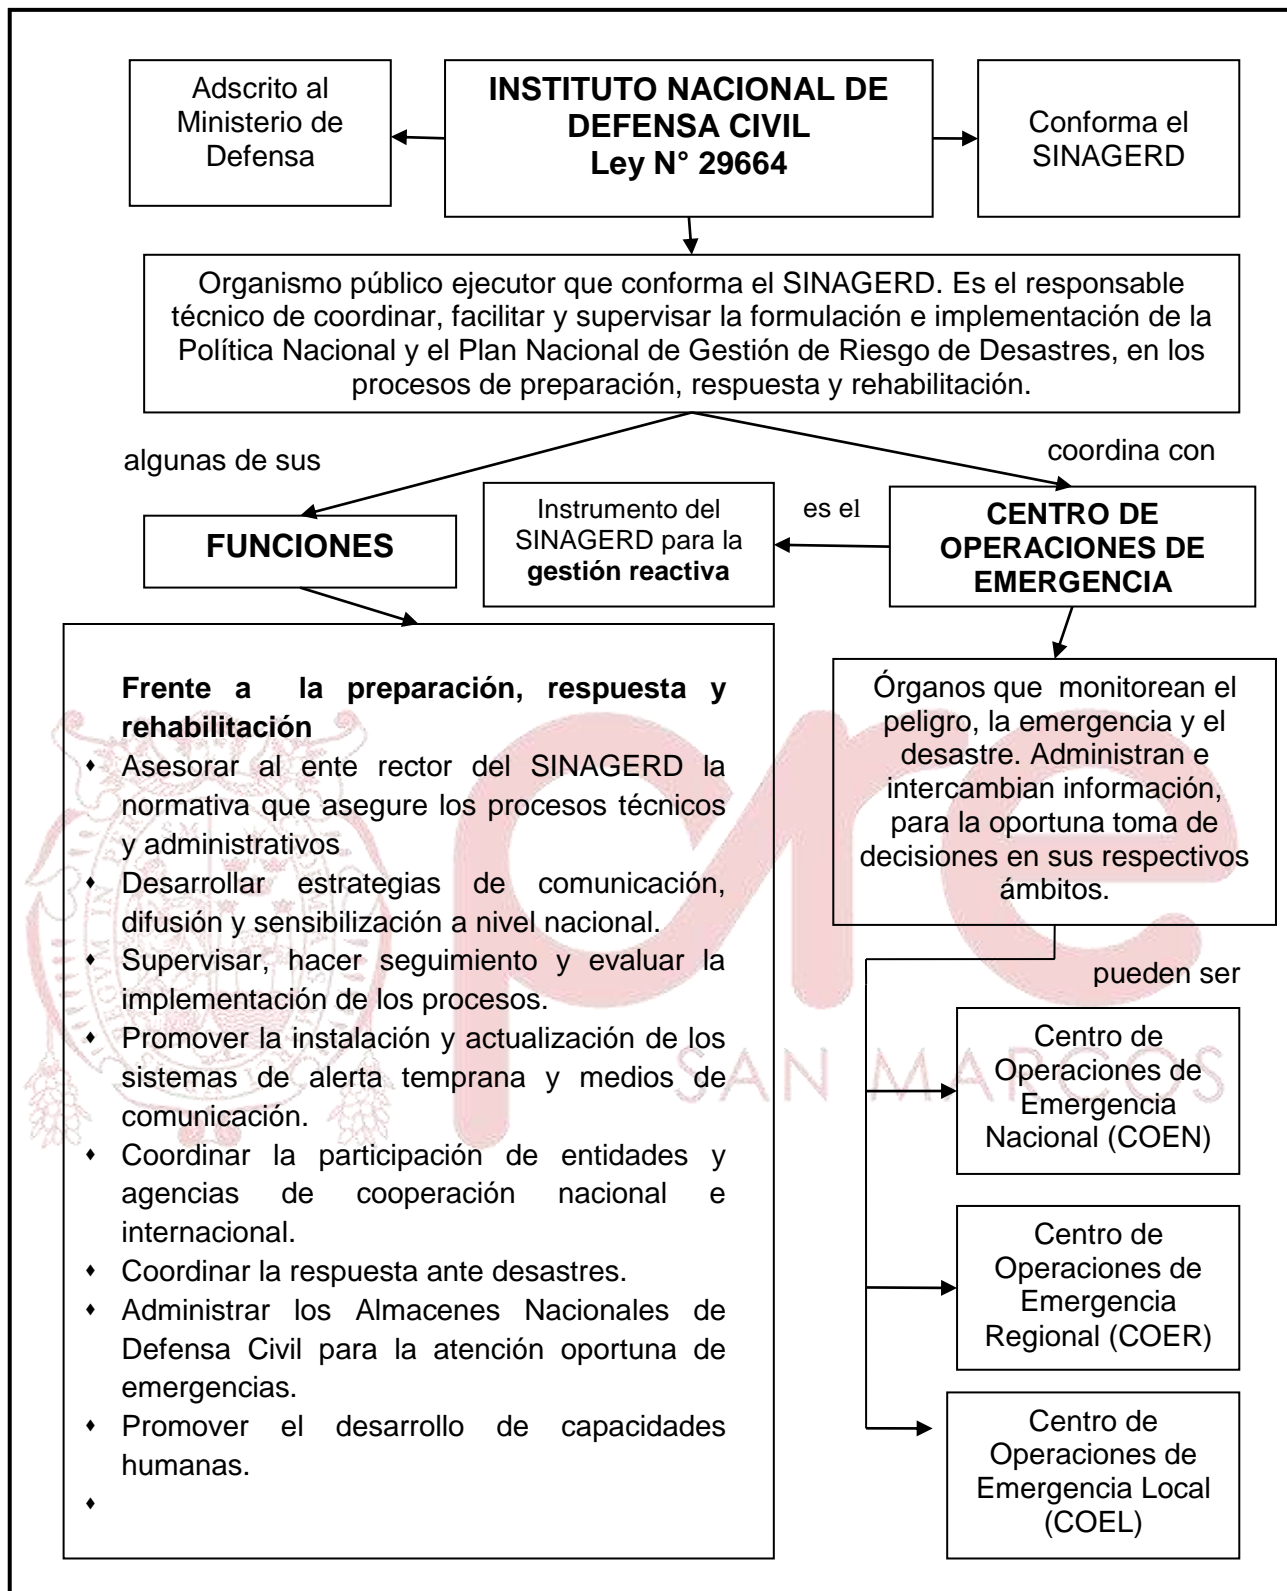 Adscrito al
Ministerio de
Defensa
INSTITUTO NACIONAL DE
DEFENSA CIVIL
Ley N° 29664
Conforma el
SINAGERD
Organismo público ejecutor que conforma el SINAGERD. Es el responsable
técnico de coordinar, facilitar y supervisar la formulación e implementación de la
Política Nacional y el Plan Nacional de Gestión de Riesgo de Desastres, en los
procesos de preparación, respuesta y rehabilitación.
algunas de sus
coordina con
FUNCIONES
Instrumento del
SINAGERD para la
gestión reactiva
es el
CENTRO DE
OPERACIONES DE
EMERGENCIA
Frente a la preparación, respuesta y
rehabilitación
Asesorar al ente rector del SINAGERD la
normativa que asegure los procesos técnicos
y administrativos
Desarrollar estrategias de comunicación,
difusión y sensibilización a nivel nacional.
Supervisar, hacer seguimiento y evaluar la
implementación de los procesos.
Promover la instalación y actualización de los
sistemas de alerta temprana y medios de
comunicación.
Coordinar la participación de entidades y
agencias de cooperación nacional e
internacional.
Coordinar la respuesta ante desastres.
Administrar los Almacenes Nacionales de
Defensa Civil para la atención oportuna de
emergencias.
Promover el desarrollo de capacidades
humanas.
Órganos que monitorean el
peligro, la emergencia y el
desastre. Administran e
intercambian información,
para la oportuna toma de
decisiones en sus respectivos
ámbitos.
pueden ser
Centro de
Operaciones de
Emergencia
Nacional (COEN)
Centro de
Operaciones de
Emergencia
Regional (COER)
Centro de
Operaciones de
Emergencia Local
(COEL)
pre
SAN MARCOS